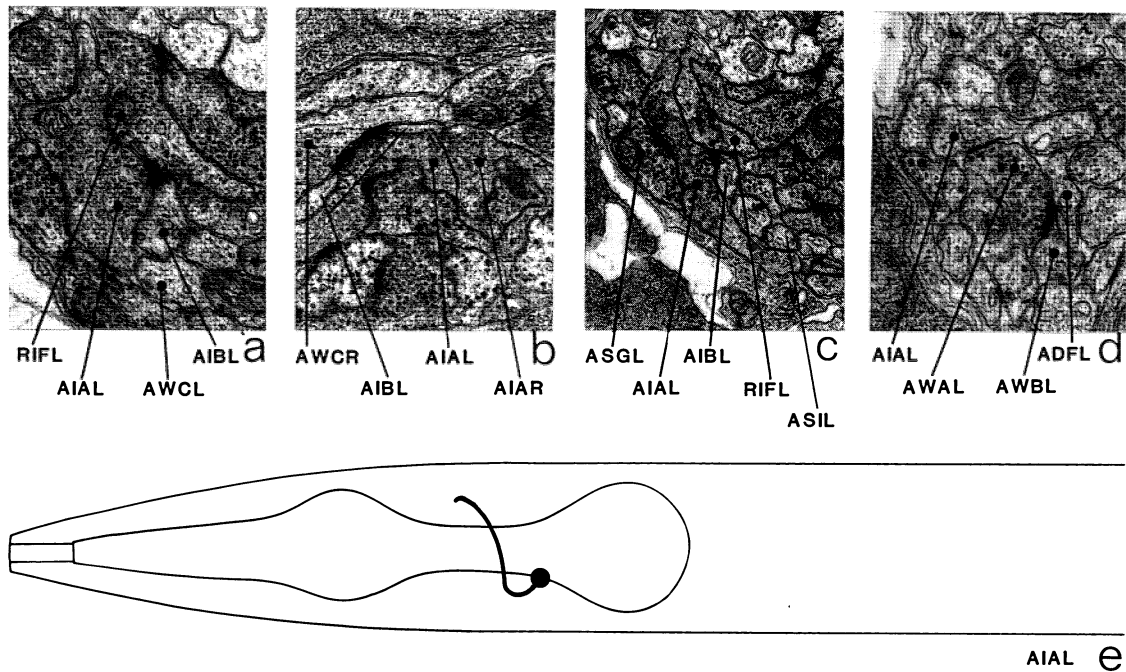 RIFL
AIAL
AWCL
AIBL
a
AWCR
AIBL
AIAL
AIAR
b
ASGL
AIAL
AIBL
RIFL
ASIL
c
AIAL
AWAL
AWBL
ADFL
d
AIAL e